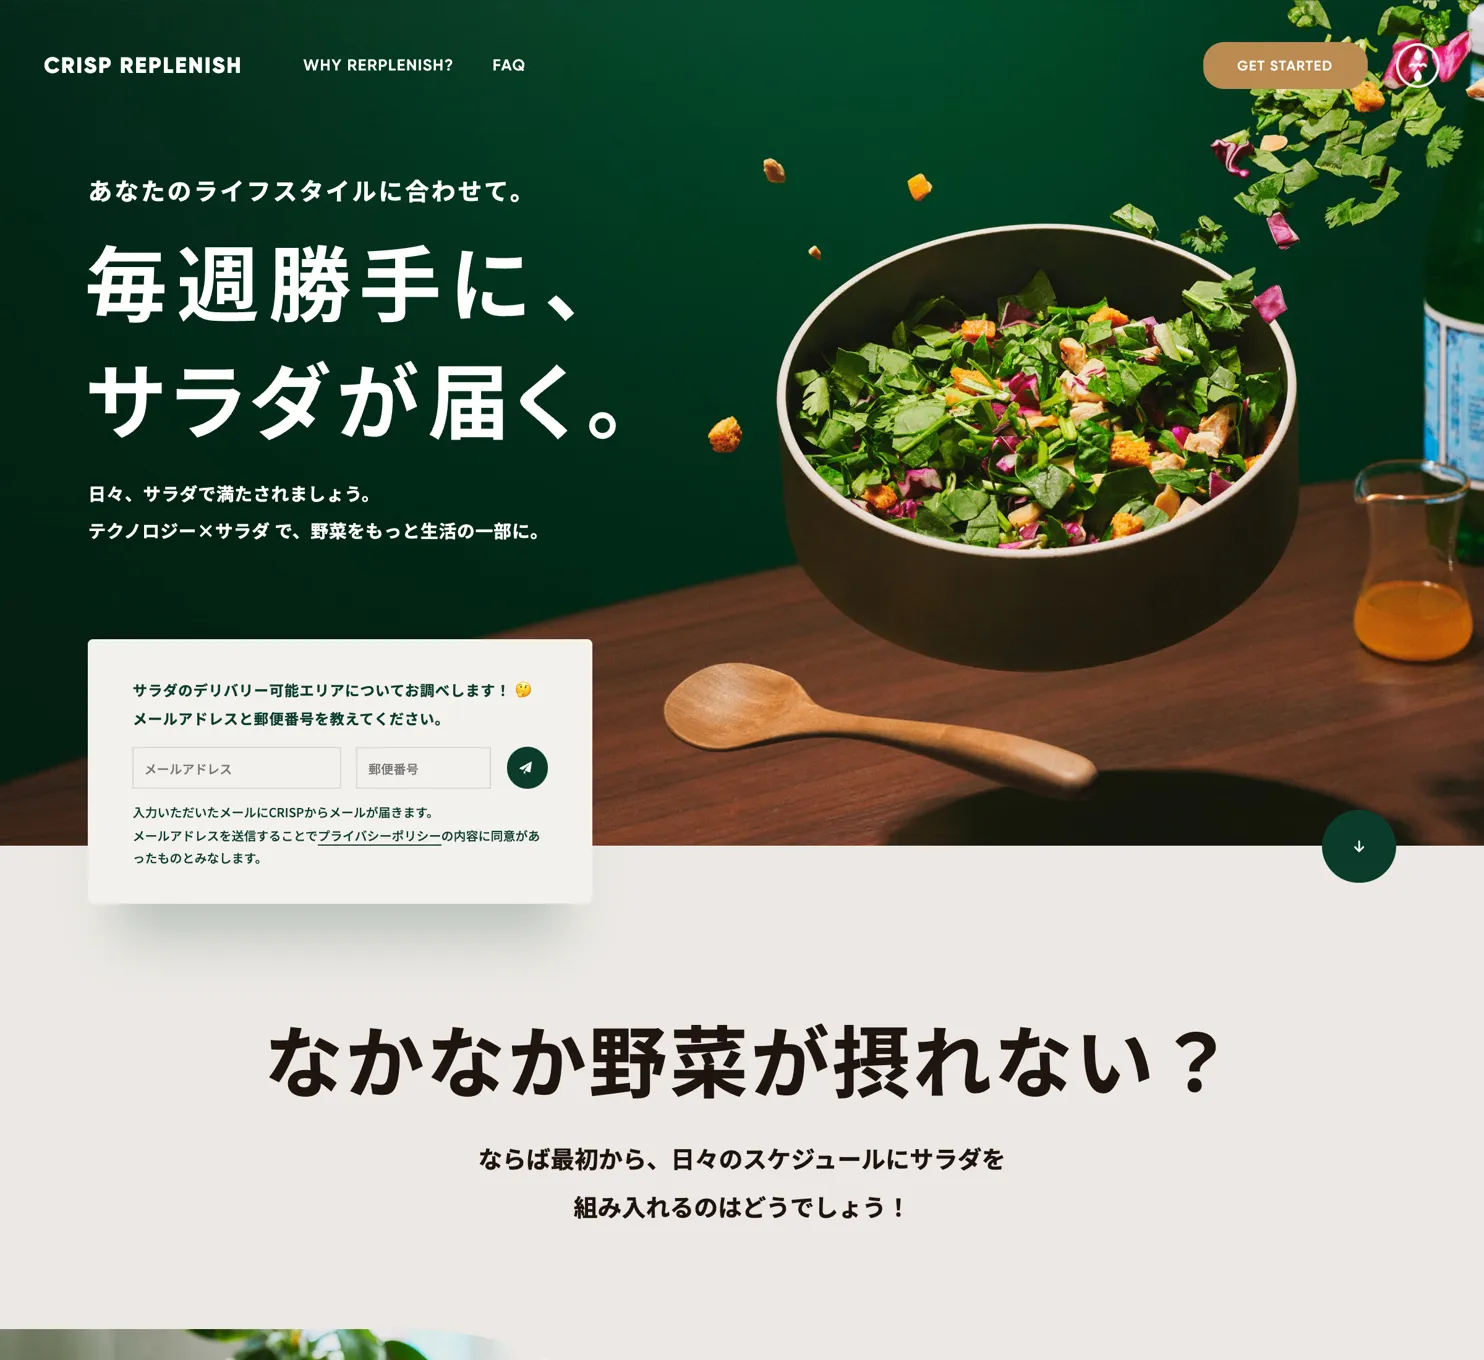 CRISP REPLENISH
WHY RERPLENISH?
FAQ
GET STARTED
あなたのライフスタイルに合わせて。
毎週勝手に、
サラダが届く。
日々、サラダで満たされましょう。
テクノロジー×サラダ で、野菜をもっと生活の一部に。
サラダのデリバリー可能エリアについてお調べします！ 🤔
メールアドレスと郵便番号を教えてください。
メールアドレス
郵便番号
入力いただいたメールにCRISPからメールが届きます。
メールアドレスを送信することでプライバシーポリシーの内容に同意があ
ったものとみなします。
なかなか野菜が摂れない？
ならば最初から、日々のスケジュールにサラダを
組み入れるのはどうでしょう！